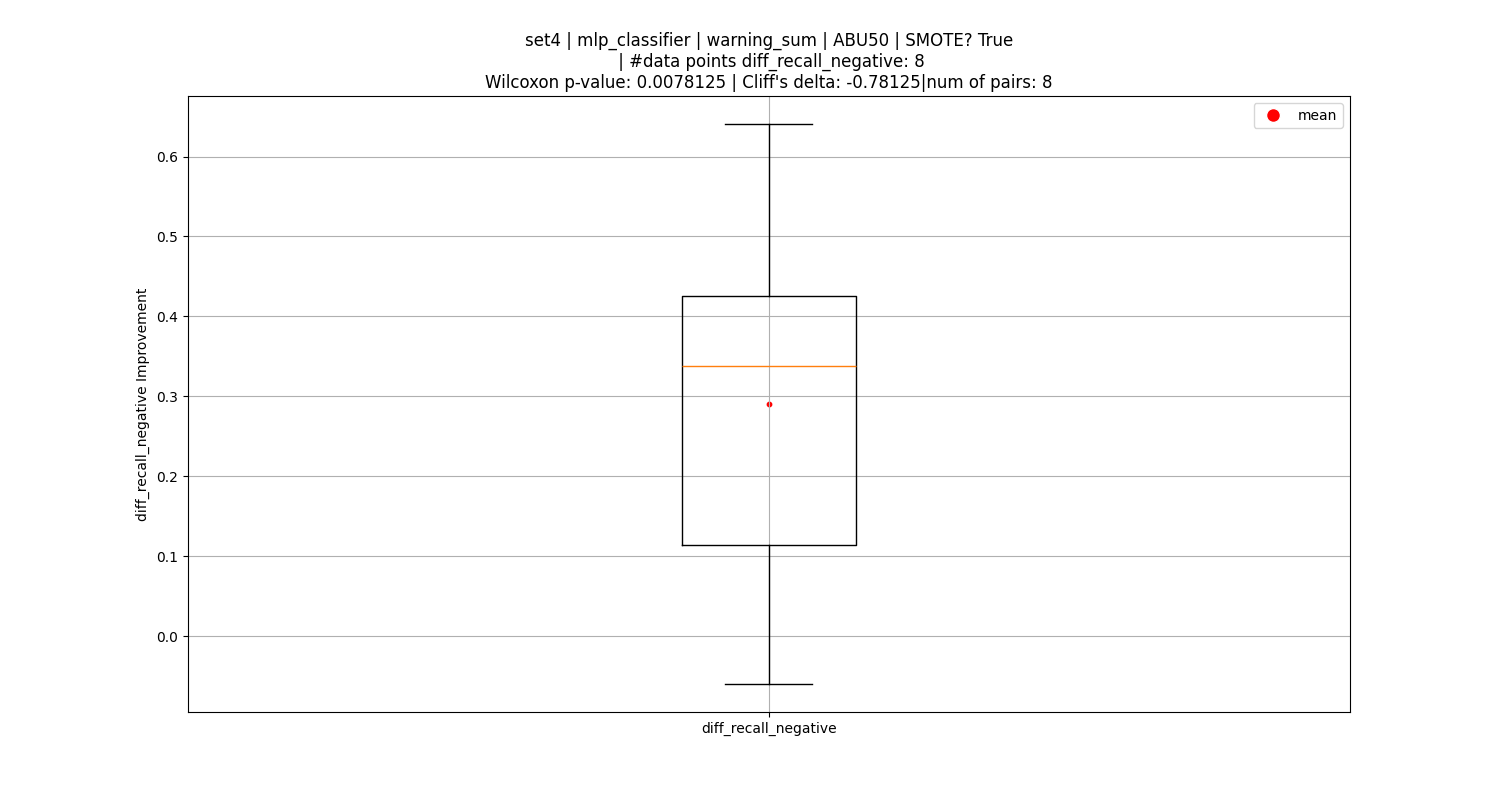 set4 | mlp_classifier | warning_sum | ABU50 | SMOTE? True
| #data points diff_recall_negative: 8
Wilcoxon p-value: 0.0078125 | Cliff's delta: -0.78125|num of pairs: 8
mean
0.6
0.5
0.4
0.3
0.2
0.1
0.0
diff_recall_negative Improvement
diff_recall_negative